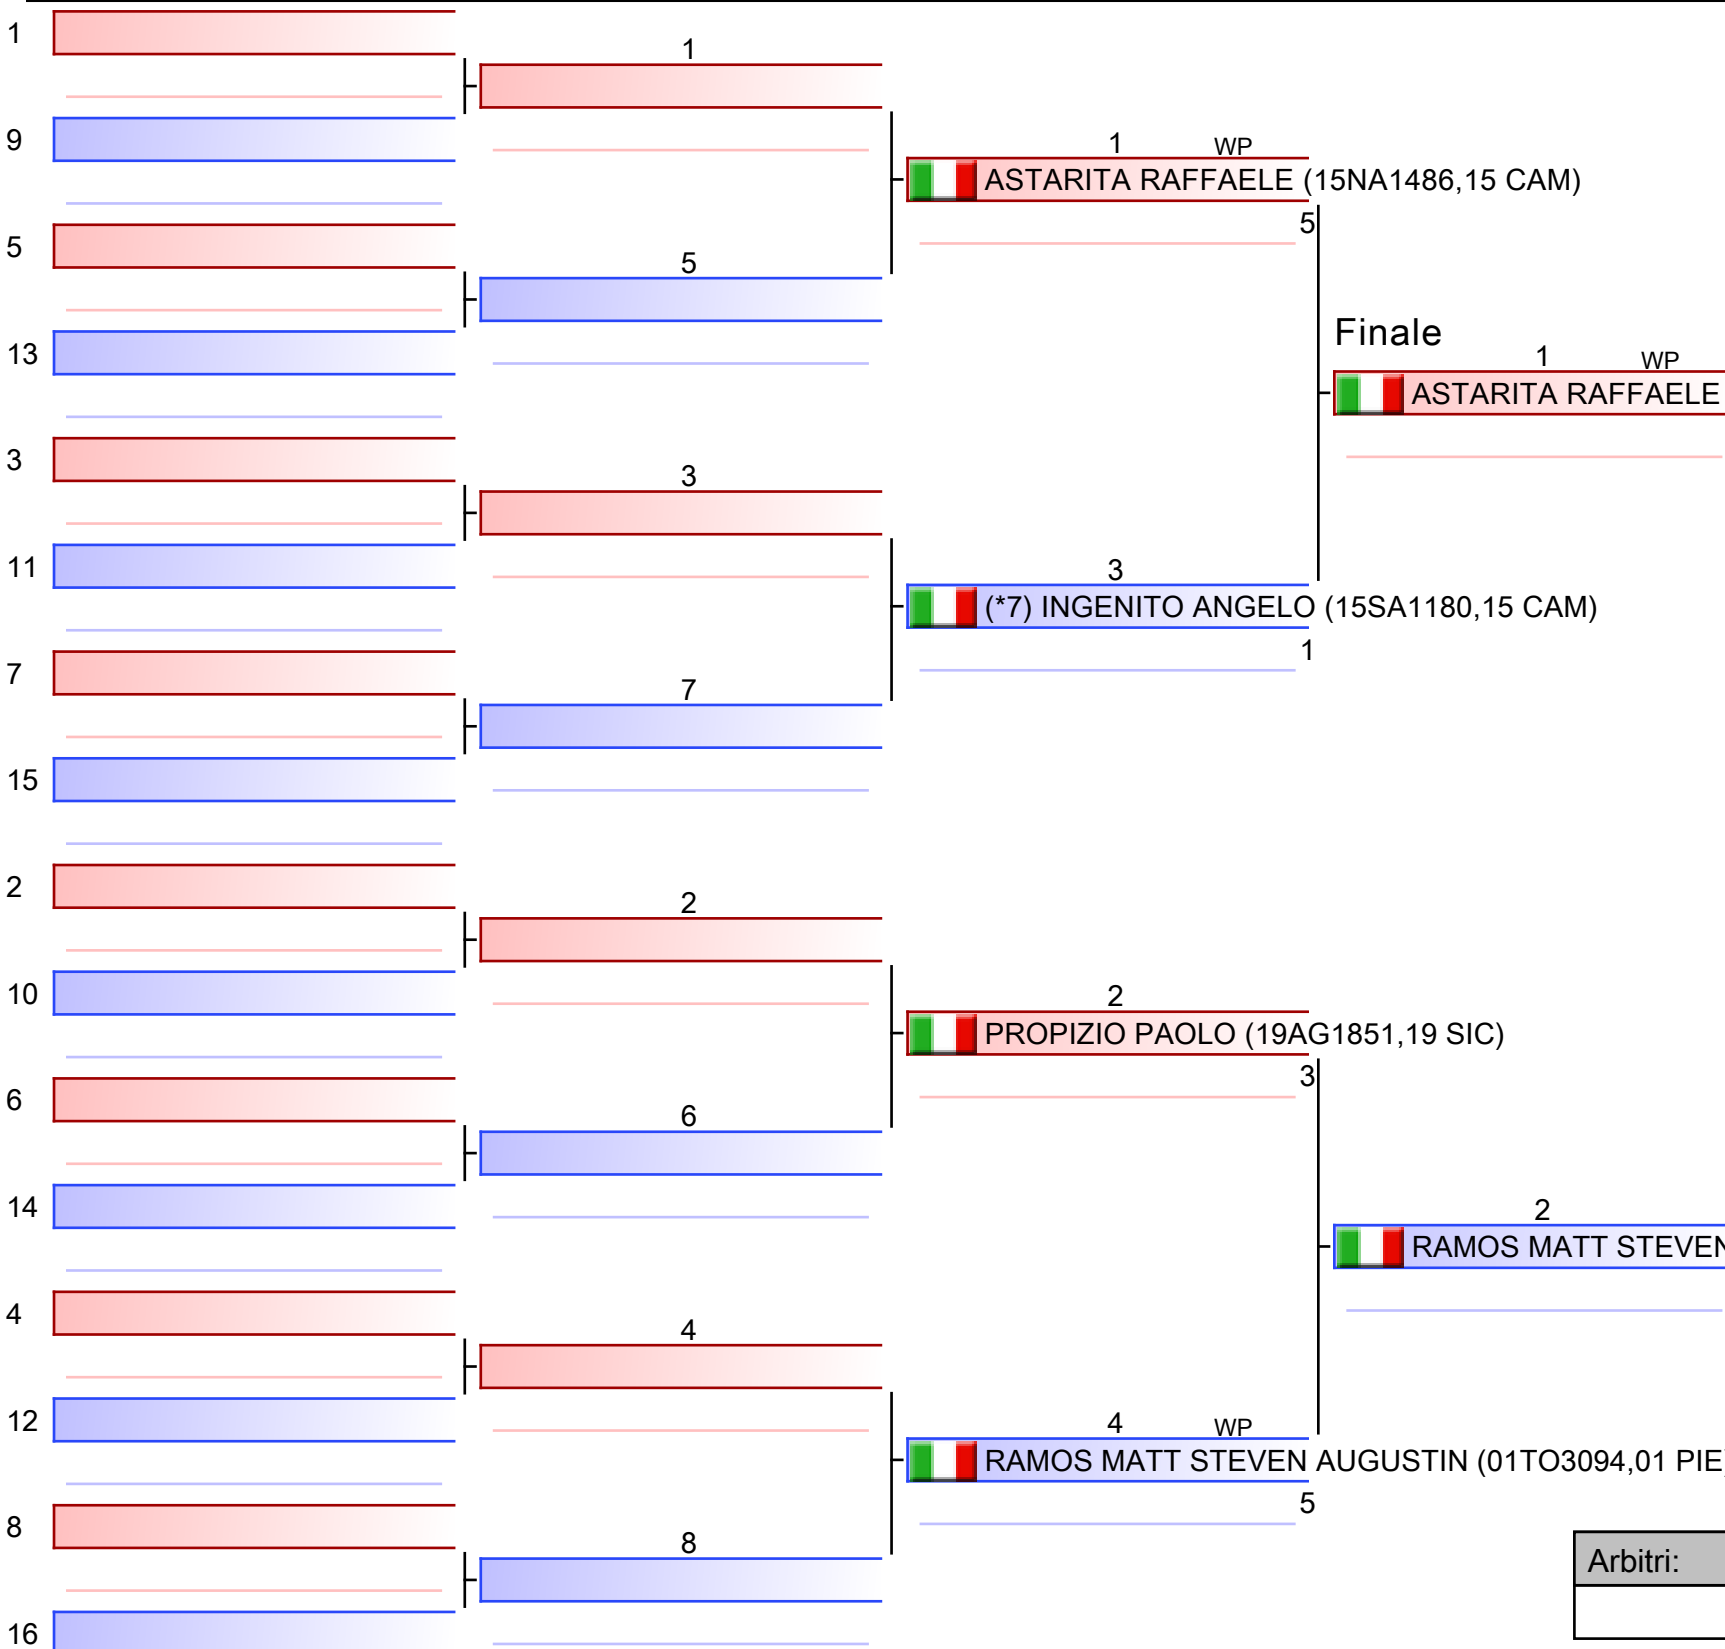 1
1
9
1 WP
ASTARITA RAFFAELE (15NA1486,15 CAM)
5
5
5
Finale
13
1 WP
ASTARITA RAFFAELE
3
3
11
3
(*7) INGENITO ANGELO (15SA1180,15 CAM)
1
7
7
15
2
2
10
2
PROPIZIO PAOLO (19AG1851,19 SIC)
3
6
6
14
2
RAMOS MATT STEVEN
4
4
12
4 WP
RAMOS MATT STEVEN AUGUSTIN (01TO3094,01 PIE)
5
8
8
Arbitri:
16